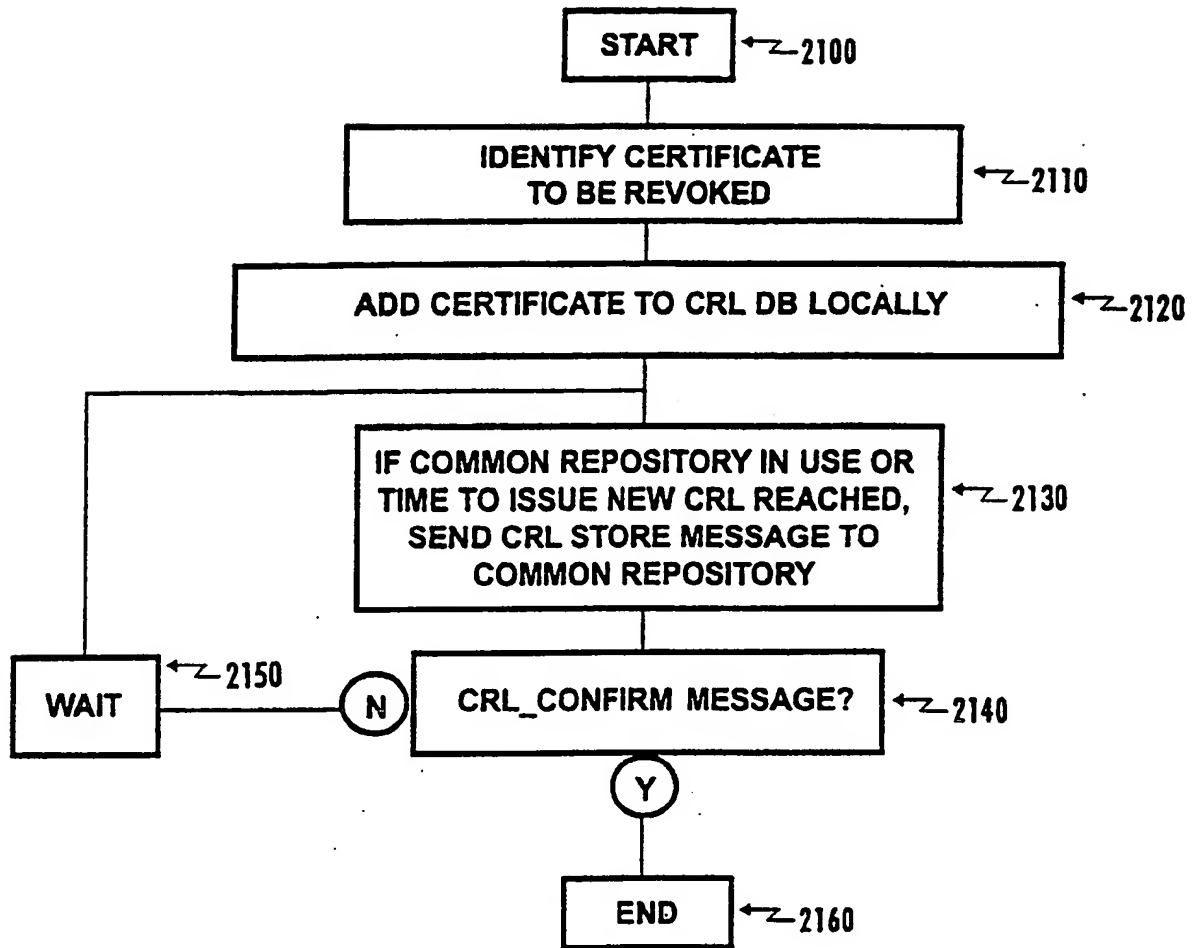 START
2100
IDENTIFY CERTIFICATE
TO BE REVOKED
2110
ADD CERTIFICATE TO CRL DB LOCALLY
2120
IF COMMON REPOSITORY IN USE OR
TIME TO ISSUE NEW CRL REACHED,
SEND CRL STORE MESSAGE TO
COMMON REPOSITORY
2130
WAIT
2150
N
CRL_CONFIRM MESSAGE?
2140
Y
END
2160